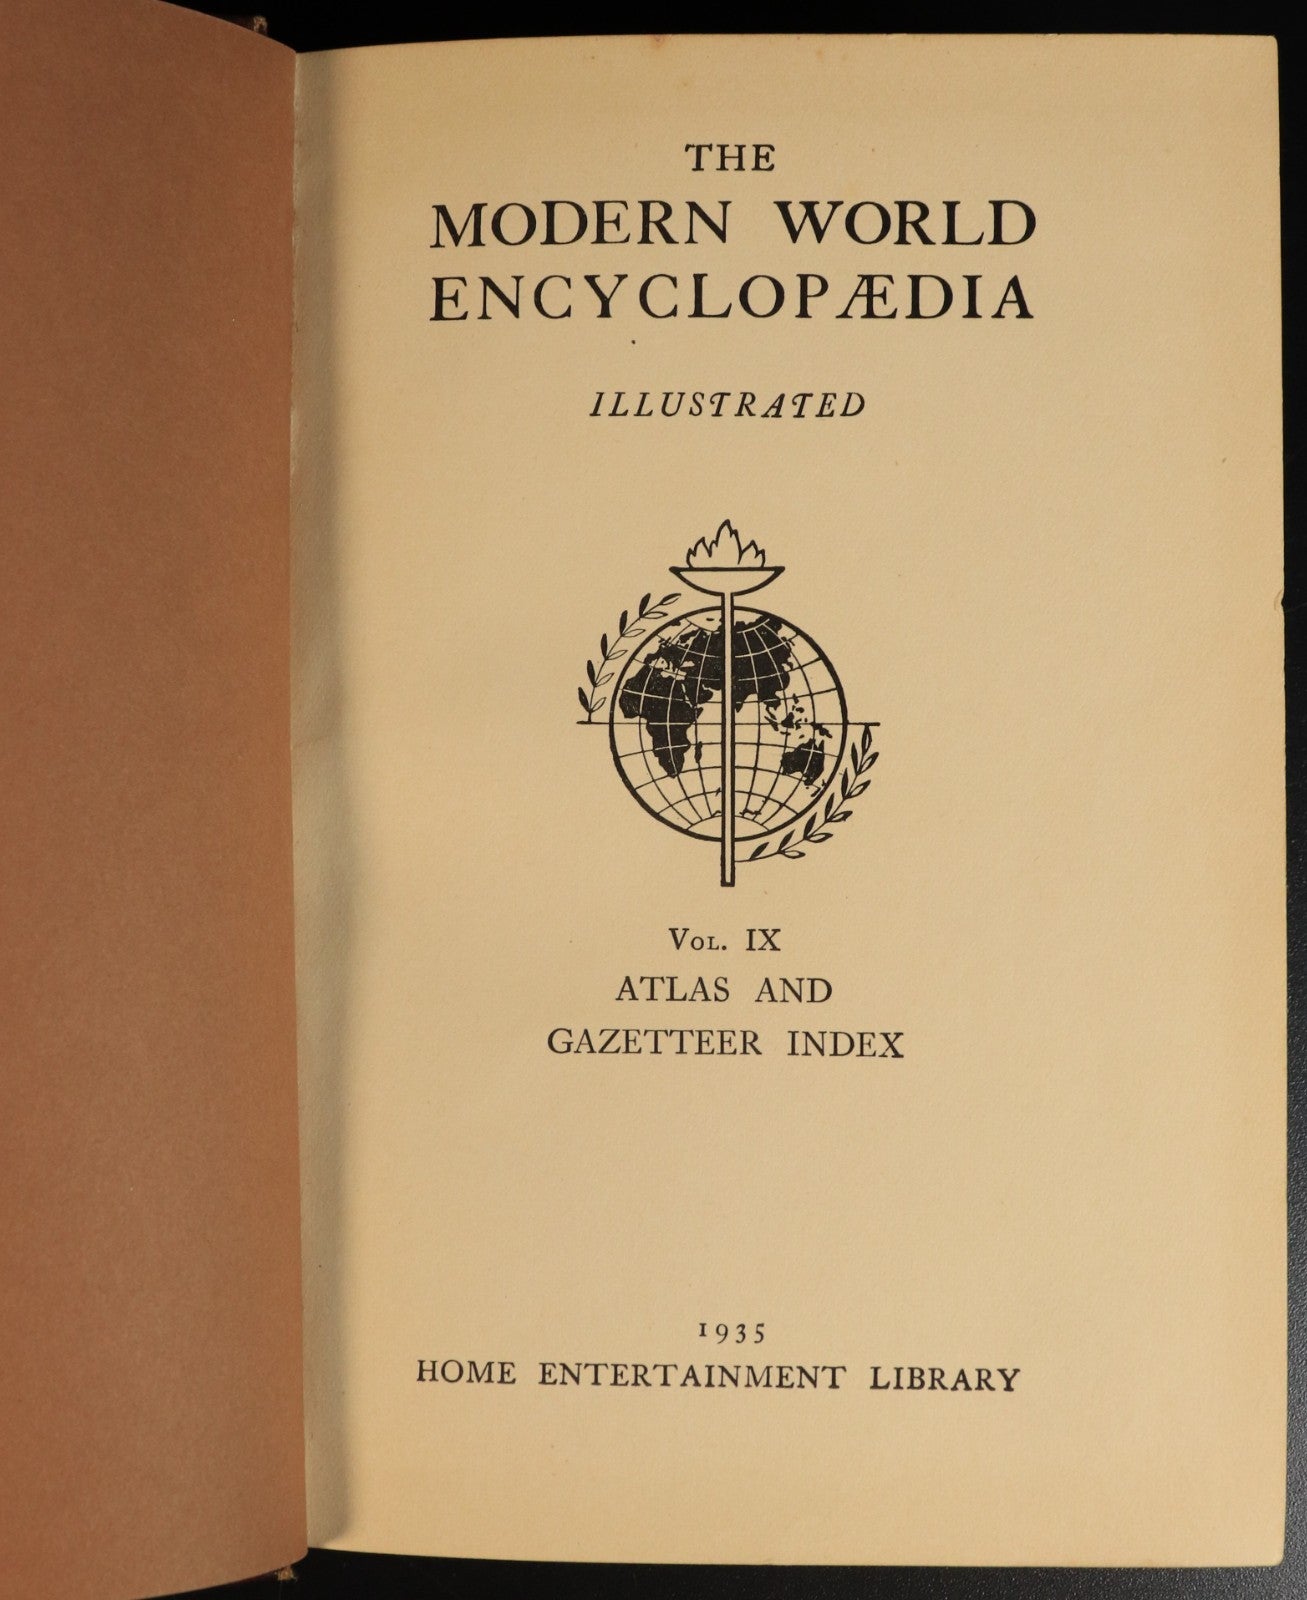 THE
MODERN WORLD
ENCYCLOPÆDIA
ILLUSTRATED
Vol. IX
ATLAS AND
GAZETTEER INDEX
1935
HOME ENTERTAINMENT LIBRARY